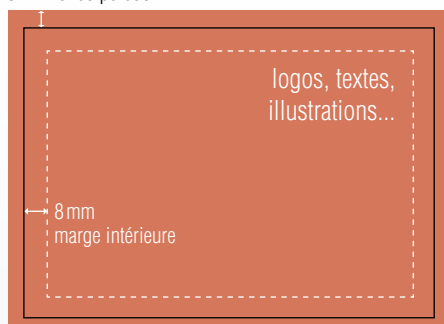 logos, textes,
illustrations...
8 mm
marge intérieure